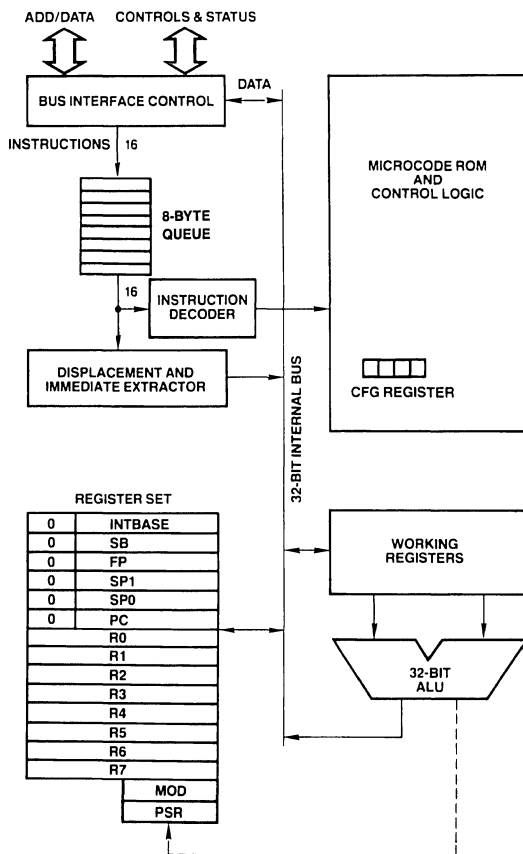 ADD/DATA
CONTROLS & STATUS
BUS INTERFACE CONTROL
DATA
INSTRUCTIONS
16
8-BYTE
QUEUE
16
INSTRUCTION
DECODER
DISPLACEMENT AND
IMMEDIATE EXTRACTOR
MICROCODE ROM
AND
CONTROL LOGIC
CFG REGISTER
32-BIT INTERNAL BUS
REGISTER SET
0 INTBASE
0 SB
0 FP
0 SP1
0 SP0
0 PC
R0
R1
R2
R3
R4
R5
R6
R7
MOD
PSR
WORKING
REGISTERS
32-BIT
ALU